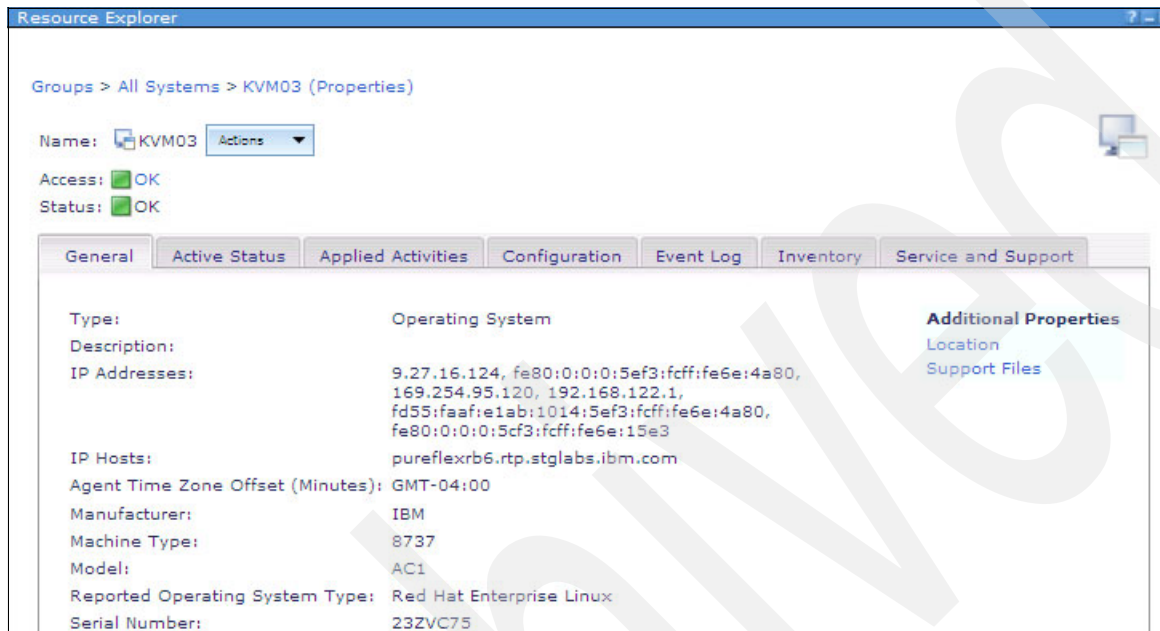 Resource Explorer
? –
Groups > All Systems > KVM03 (Properties)
Name: KVM03 Actions
Access: OK
Status: OK
General Active Status Applied Activities Configuration Event Log Inventory Service and Support
Type: Operating System Additional Properties
Description: Location
IP Addresses: 9.27.16.124, fe80:0:0:0:5ef3:fcff:fe6e:4a80, Support Files
169.254.95.120, 192.168.122.1,
fd55:faaf:e1ab:1014:5ef3:fcff:fe6e:4a80,
fe80:0:0:0:5cf3:fcff:fe6e:15e3
IP Hosts: pureflexrb6.rtp.stglabs.ibm.com
Agent Time Zone Offset (Minutes): GMT-04:00
Manufacturer: IBM
Machine Type: 8737
Model: AC1
Reported Operating System Type: Red Hat Enterprise Linux
Serial Number: 23ZVC75